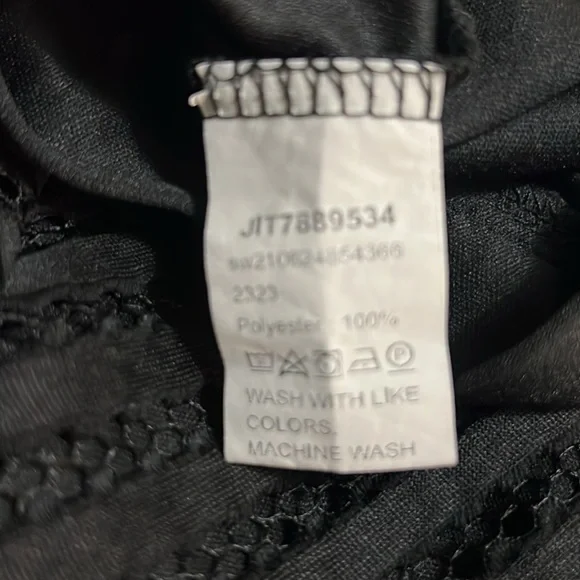 JIT7889534
sw210624854366
2323
Polyester 100%
P
WASH WITH LIKE
COLORS.
MACHINE WASH